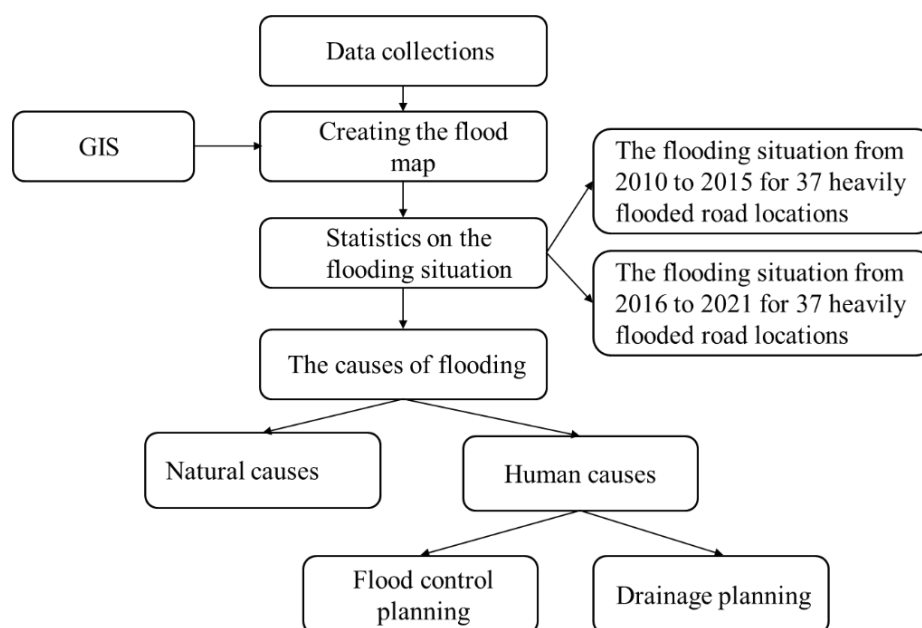 Data collections
GIS
Creating the flood
map
The flooding situation from
2010 to 2015 for 37 heavily
flooded road locations
Statistics on the
flooding situation
The flooding situation from
2016 to 2021 for 37 heavily
flooded road locations
The causes of flooding
Natural causes
Human causes
Flood control
planning
Drainage planning